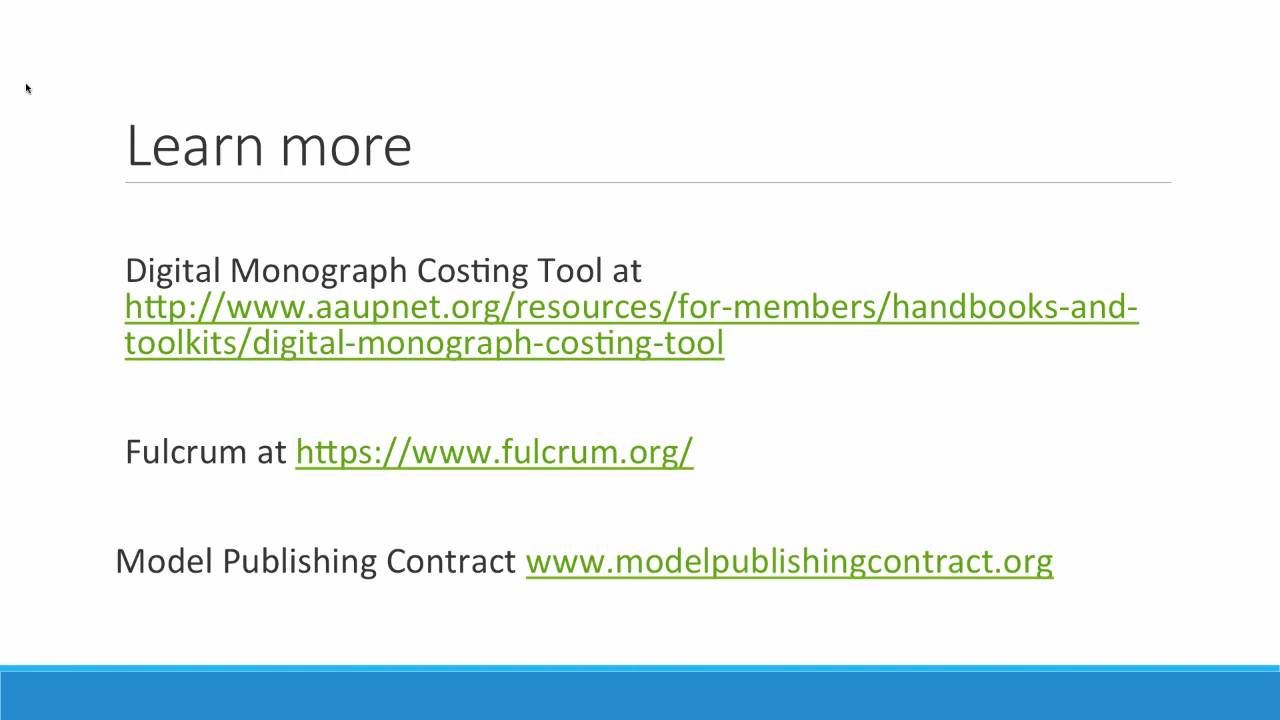 Learn more
Digital Monograph Costing Tool at
http://www.aaupnet.org/resources/for-members/handbooks-and-
toolkits/digital-monograph-costing-tool
Fulcrum at https://www.fulcrum.org/
Model Publishing Contract www.modelpublishingcontract.org